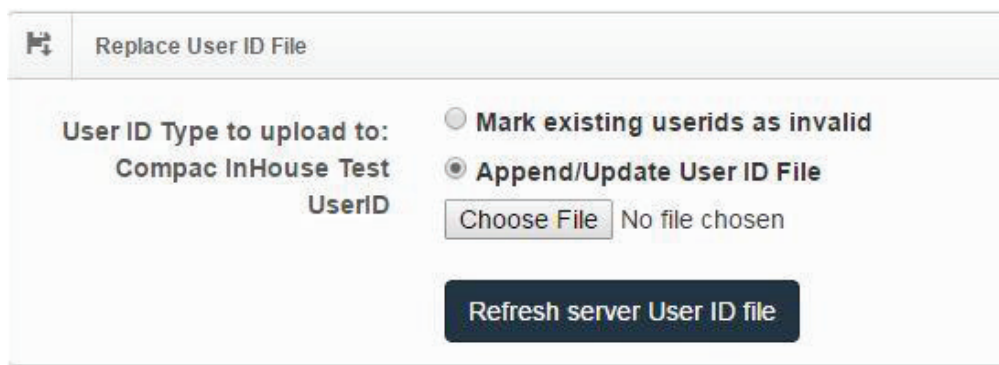 Replace User ID File
User ID Type to upload to:
Compac InHouse Test
UserID
Mark existing userids as invalid
Append/Update User ID File
Choose File No file chosen
Refresh server User ID file